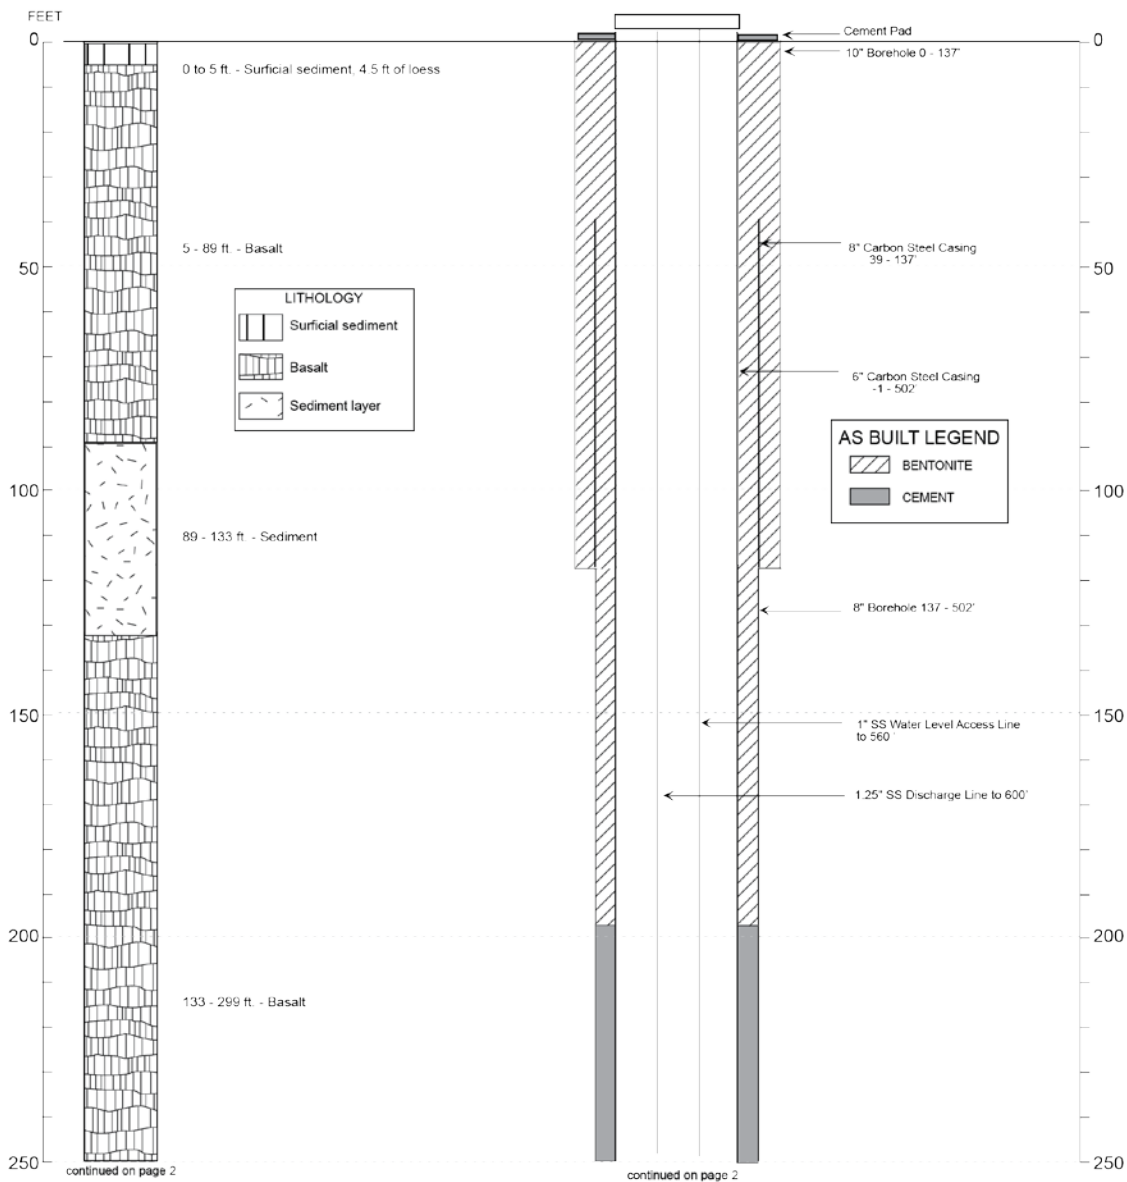 FEET
0
0
Cement Pad
10" Borehole 0 - 137'
0 to 5 ft. - Surficial sediment, 4.5 ft of loess
5 - 89 ft. - Basalt
8" Carbon Steel Casing
39 - 137'
50
50
LITHOLOGY
Surficial sediment
Basalt
Sediment layer
6" Carbon Steel Casing
-1 - 502'
AS BUILT LEGEND
BENTONITE
CEMENT
100
100
89 - 133 ft. - Sediment
8" Borehole 137 - 502'
150
150
1" SS Water Level Access Line
to 560'
1.25" SS Discharge Line to 600'
200
200
133 - 299 ft. - Basalt
250
250
continued on page 2
continued on page 2